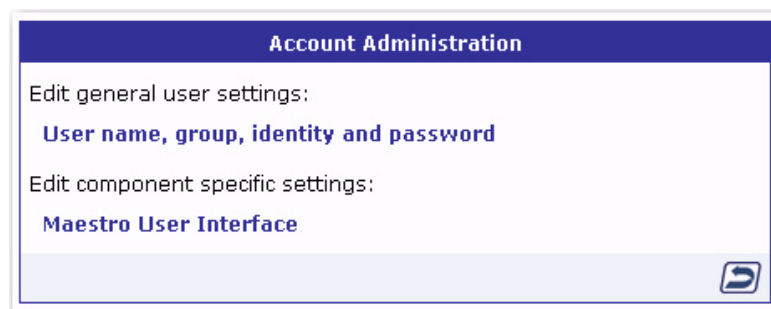 Account Administration
Edit general user settings:
User name, group, identity and password
Edit component specific settings:
Maestro User Interface